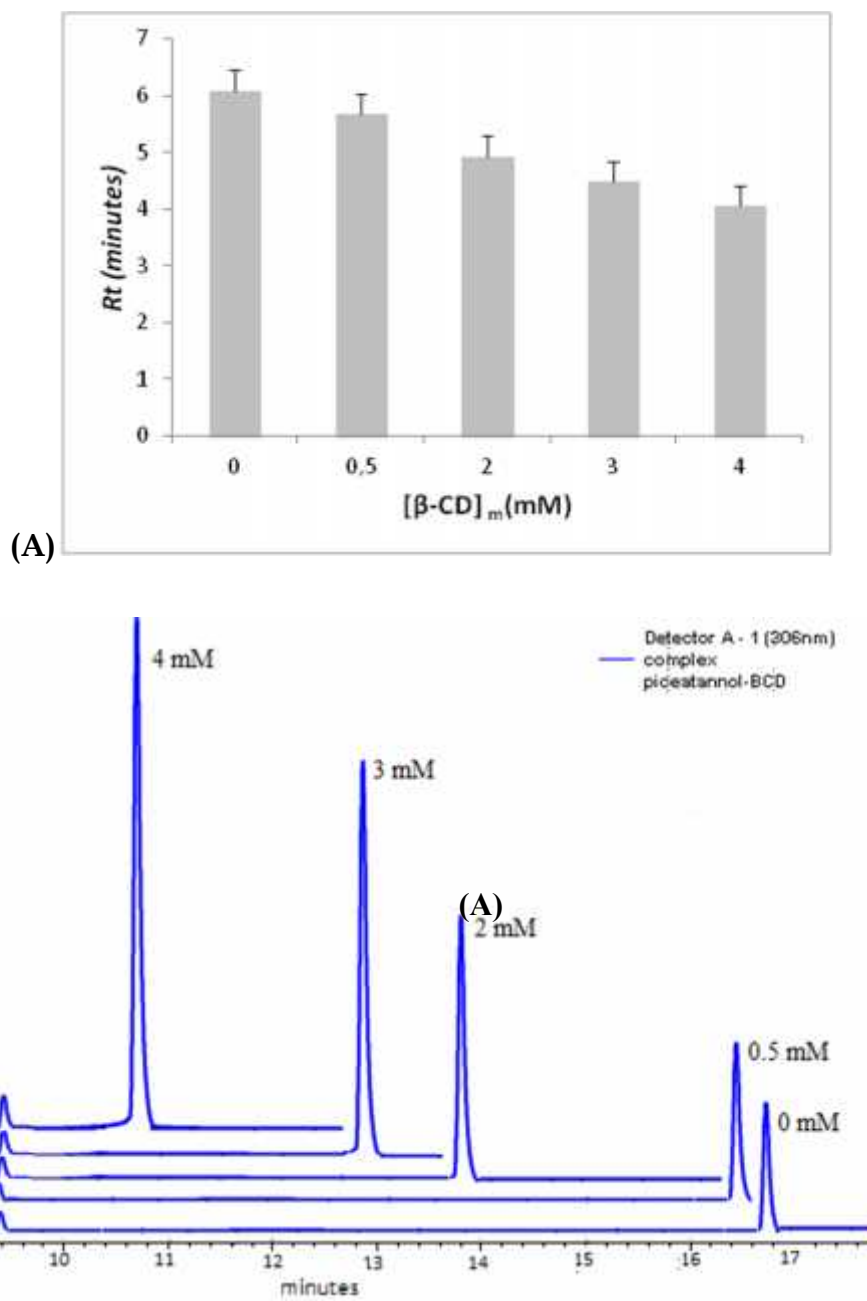 7
6
5
4
3
2
1
0
Rt (minutes)
0 0,5 2 3 4
[β-CD] m(mM)
(A)
Detector A - 1 (306nm)
complex
piceatannol-BCD
4 mM
3 mM
(A)
2 mM
0.5 mM
0 mM
10 12 13 14 15 16 17
minutes